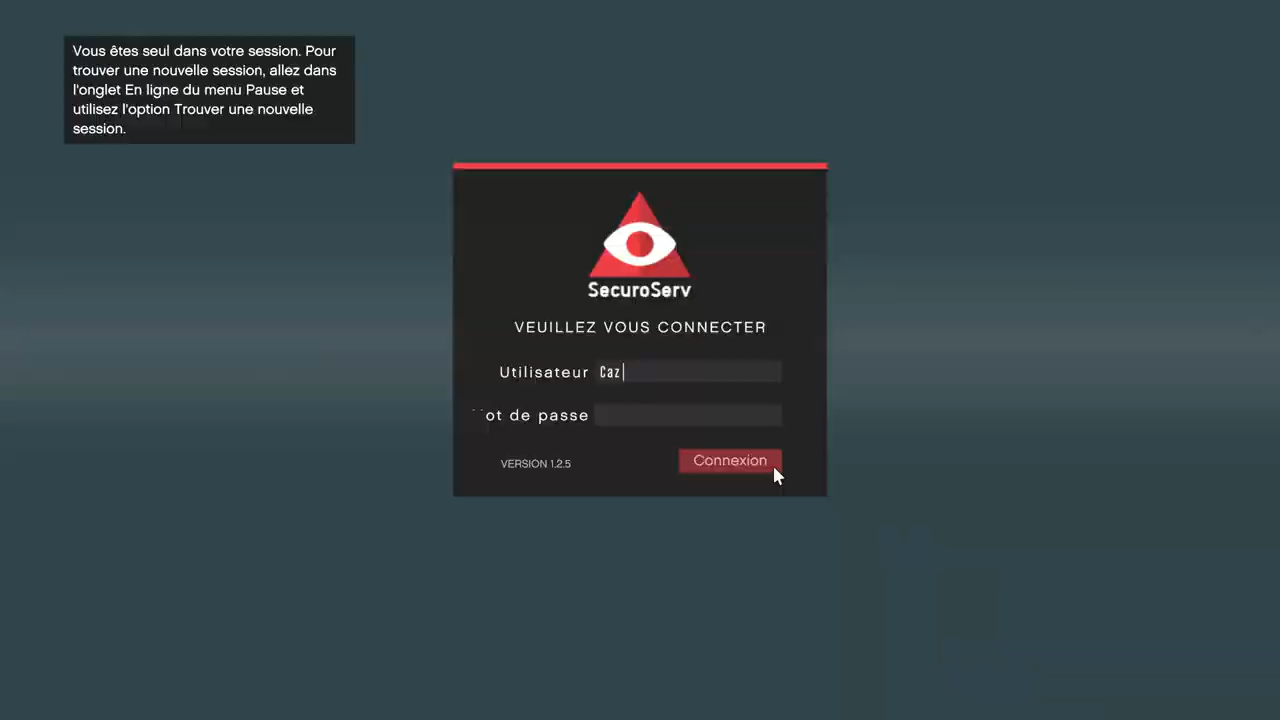 Vous êtes seul dans votre session. Pour
trouver une nouvelle session, allez dans
l'onglet En ligne du menu Pause et
utilisez l'option Trouver une nouvelle
session.
SecuroServ
VEUILLEZ VOUS CONNECTER
Utilisateur Caz
Mot de passe
VERSION 1.2.5
Connexion